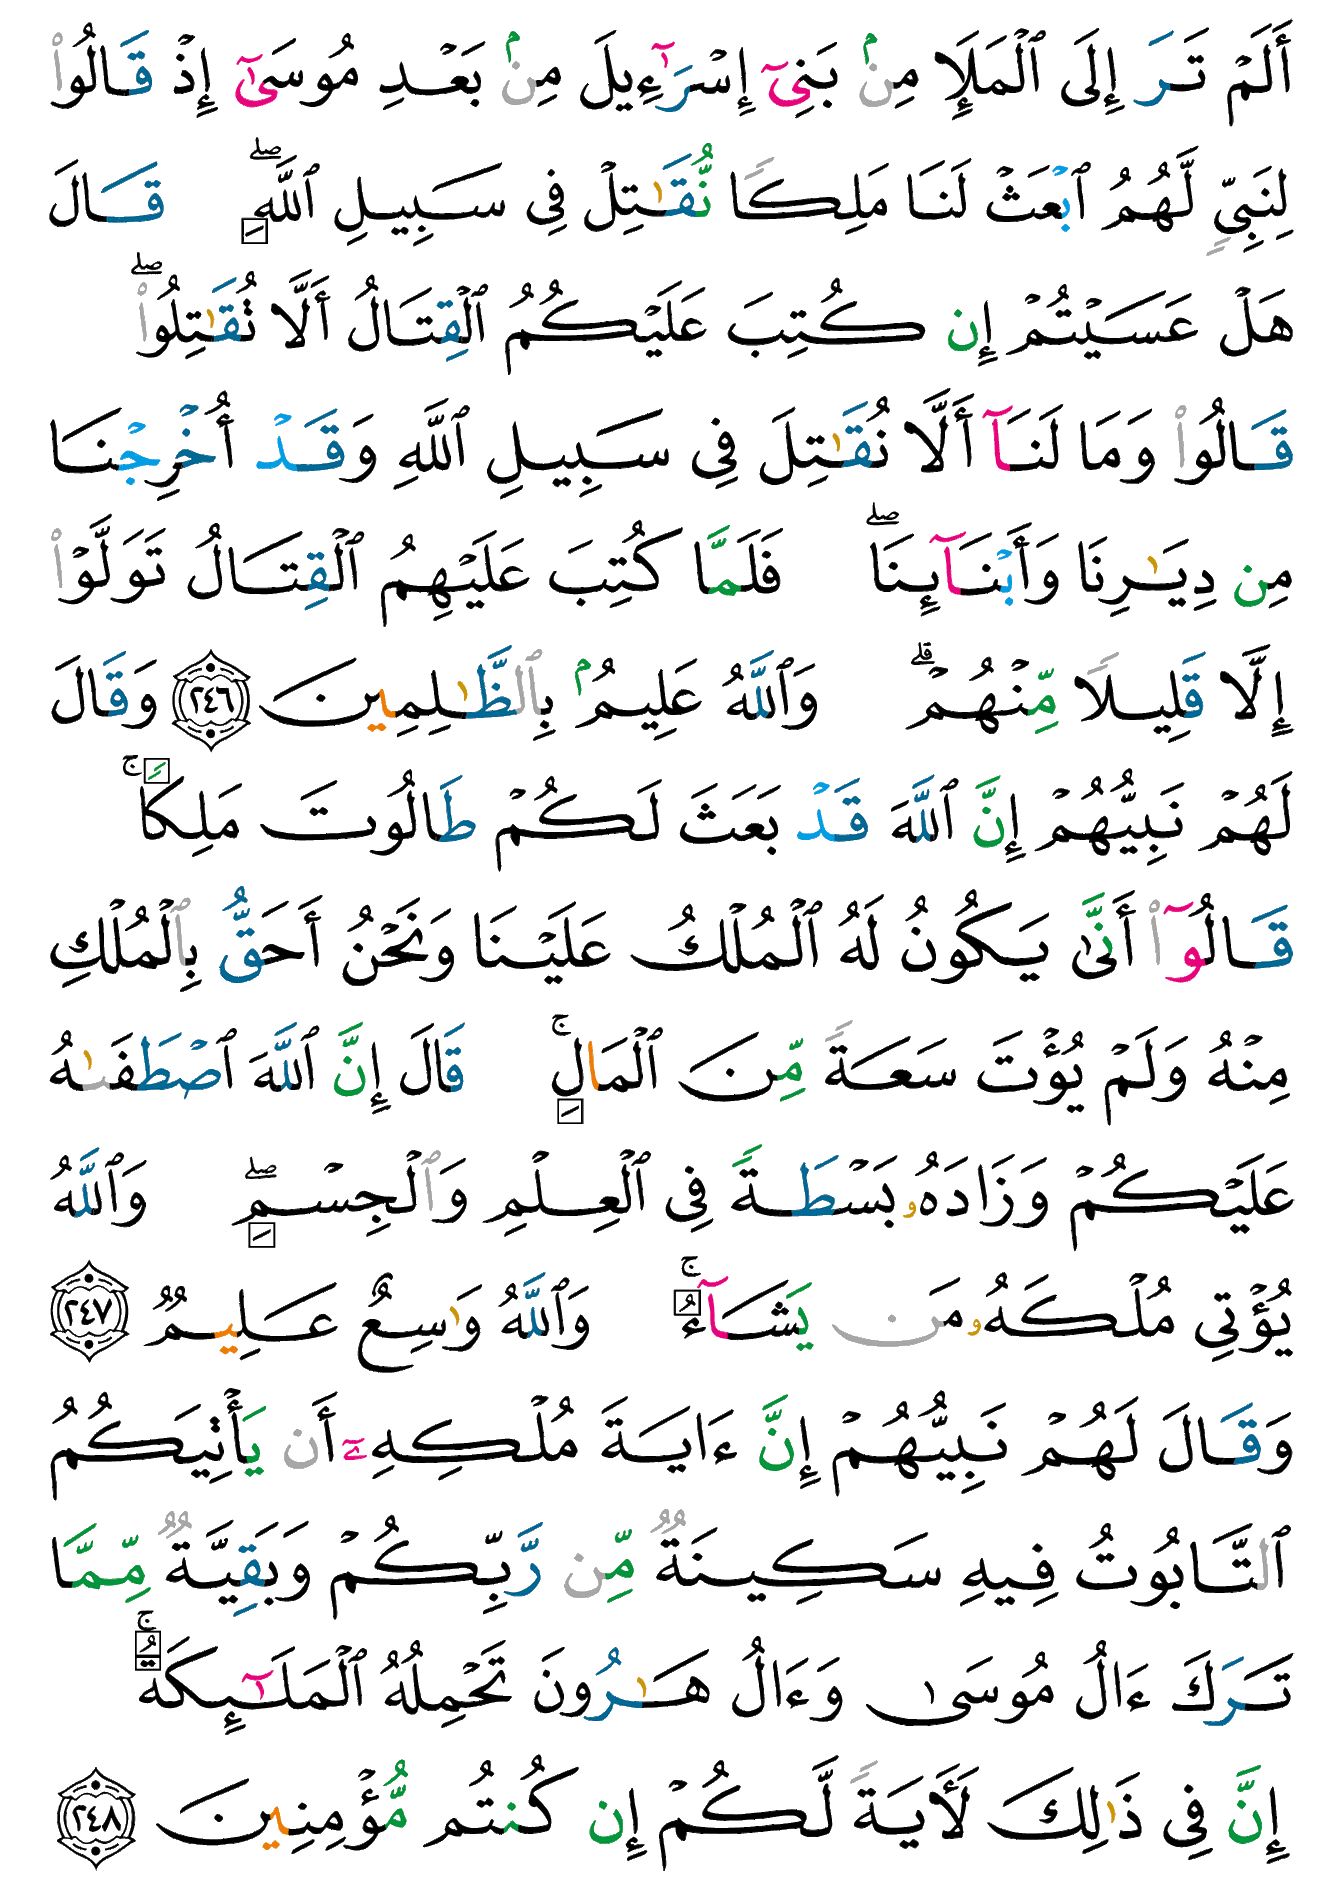 أَلَمْ تَرَ إِلَى ٱلْمَلَإِ مِنۢ بَنِىٓ إِسْرَٰٓءِيلَ مِنۢ بَعْدِ مُوسَىٰٓ إِذْ قَالُوا۟
لِنَبِىٍّ لَّهُمُ ٱبْعَثْ لَنَا مَلِكًا نُّقَـٰتِلْ فِى سَبِيلِ ٱللَّهِ ۖ قَالَ
هَلْ عَسَيْتُمْ إِن كُتِبَ عَلَيْكُمُ ٱلْقِتَالُ أَلَّا تُقَـٰتِلُوا۟ ۖ
قَالُوا۟ وَمَا لَنَآ أَلَّا نُقَـٰتِلَ فِى سَبِيلِ ٱللَّهِ وَقَدْ أُخْرِجْنَا
مِن دِيَـٰرِنَا وَأَبْنَآئِنَا ۖ فَلَمَّا كُتِبَ عَلَيْهِمُ ٱلْقِتَالُ تَوَلَّوْا۟
إِلَّا قَلِيلًا مِّنْهُمْ ۗ وَٱللَّهُ عَلِيمٌۢ بِٱلظَّـٰلِمِينَ ٢٤٦ وَقَالَ
لَهُمْ نَبِيُّهُمْ إِنَّ ٱللَّهَ قَدْ بَعَثَ لَكُمْ طَالُوتَ مَلِكًا ۚ
قَالُوٓا۟ أَنَّىٰ يَكُونُ لَهُ ٱلْمُلْكُ عَلَيْنَا وَنَحْنُ أَحَقُّ بِٱلْمُلْكِ
مِنْهُ وَلَمْ يُؤْتَ سَعَةً مِّنَ ٱلْمَالِ ۚ قَالَ إِنَّ ٱللَّهَ ٱصْطَفَىٰهُ
عَلَيْكُمْ وَزَادَهُۥ بَسْطَةً فِى ٱلْعِلْمِ وَٱلْجِسْمِ ۖ وَٱللَّهُ
يُؤْتِى مُلْكَهُۥ مَن يَشَآءُ ۚ وَٱللَّهُ وَٰسِعٌ عَلِيمٌ ٢٤٧
وَقَالَ لَهُمْ نَبِيُّهُمْ إِنَّ ءَايَةَ مُلْكِهِۦٓ أَن يَأْتِيَكُمُ
ٱلتَّابُوتُ فِيهِ سَكِينَةٌ مِّن رَّبِّكُمْ وَبَقِيَّةٌ مِّمَّا
تَرَكَ ءَالُ مُوسَىٰ وَءَالُ هَـٰرُونَ تَحْمِلُهُ ٱلْمَلَـٰٓئِكَةُ ۚ
إِنَّ فِى ذَٰلِكَ لَـَٔايَةً لَّكُمْ إِن كُنتُم مُّؤْمِنِينَ ٢٤٨